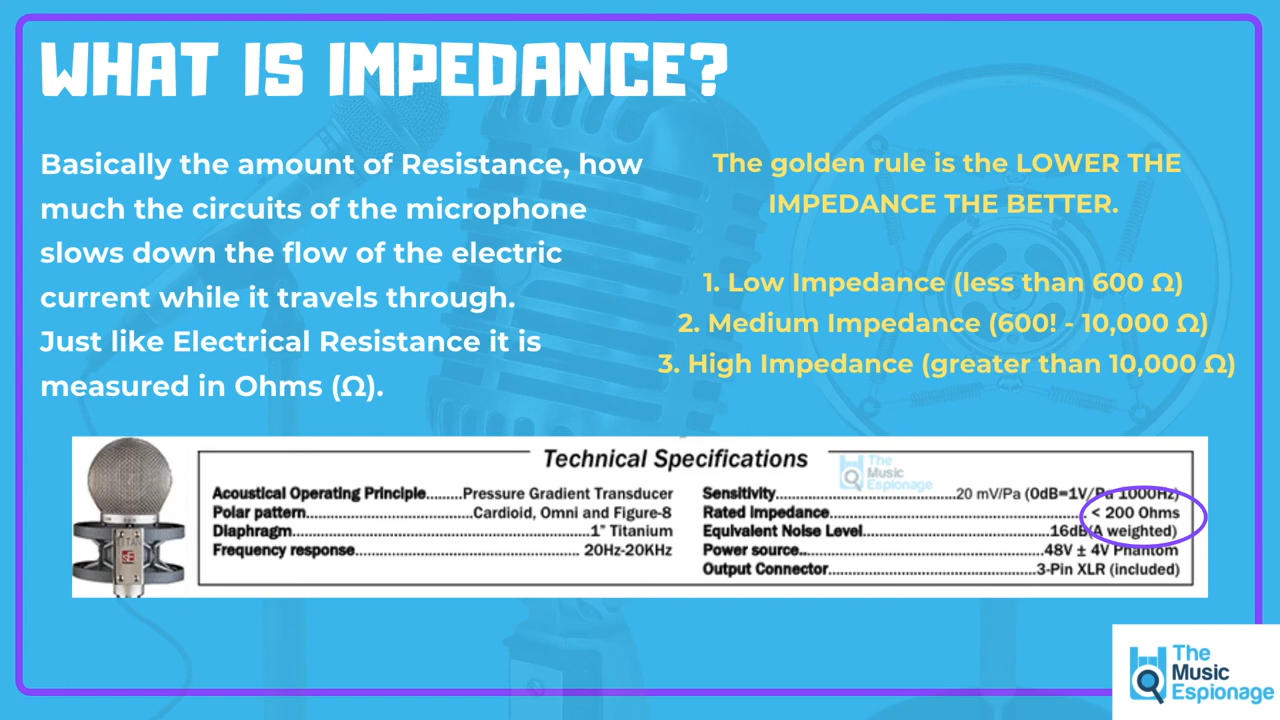 WHAT IS IMPEDANCE?
Basically the amount of Resistance, how
much the circuits of the microphone
slows down the flow of the electric
current while it travels through.
Just like Electrical Resistance it is
measured in Ohms (Ω).
The golden rule is the LOWER THE
IMPEDANCE THE BETTER.
1. Low Impedance (less than 600 Ω)
2. Medium Impedance (600! - 10,000 Ω)
3. High Impedance (greater than 10,000 Ω)
Technical Specifications
The
Music
Espionage
Acoustical Operating Principle........Pressure Gradient Transducer
Polar pattern.....................................Cardioid, Omni and Figure-8
Diaphragm...................................................................1" Titanium
Frequency response................................................... 20Hz-20KHz
Sensitivity.........................................20 mV/Pa (0dB=1V/Pa 1000Hz)
Rated Impedance.......................................................... < 200 Ohms
Equivalent Noise Level...........................................16dB(A weighted)
Power source.......................................................48V ± 4V Phantom
Output Connector...............................................3-Pin XLR (included)
sE
The
Music
Espionage